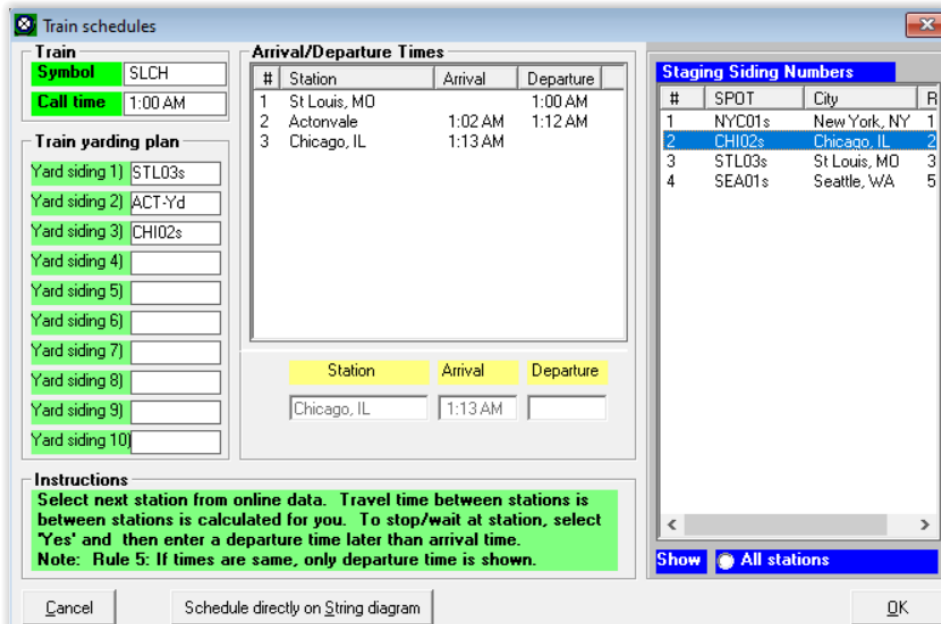 Train schedules
Train
Symbol SLCH
Call time 1:00 AM
Train yarding plan
Yard siding 1) STL03s
Yard siding 2) ACT-Yd
Yard siding 3) CHI02s
Yard siding 4)
Yard siding 5)
Yard siding 6)
Yard siding 7)
Yard siding 8)
Yard siding 9)
Yard siding 10)
Arrival/Departure Times
# Station Arrival Departure
1 St Louis, MO 1:00 AM
2 Actonvale 1:02 AM 1:12 AM
3 Chicago, IL 1:13 AM
Station Arrival Departure
Chicago, IL 1:13 AM
Staging Siding Numbers
# SPOT City R
1 NYC01s New York, NY 1
2 CHI02s Chicago, IL 2
3 STL03s St Louis, MO 3
4 SEA01s Seattle, WA 5
Show All stations
Instructions
Select next station from online data. Travel time between stations is
between stations is calculated for you. To stop/wait at station, select
'Yes' and then enter a departure time later than arrival time.
Note: Rule 5: If times are same, only departure time is shown.
Cancel
Schedule directly on String diagram
OK